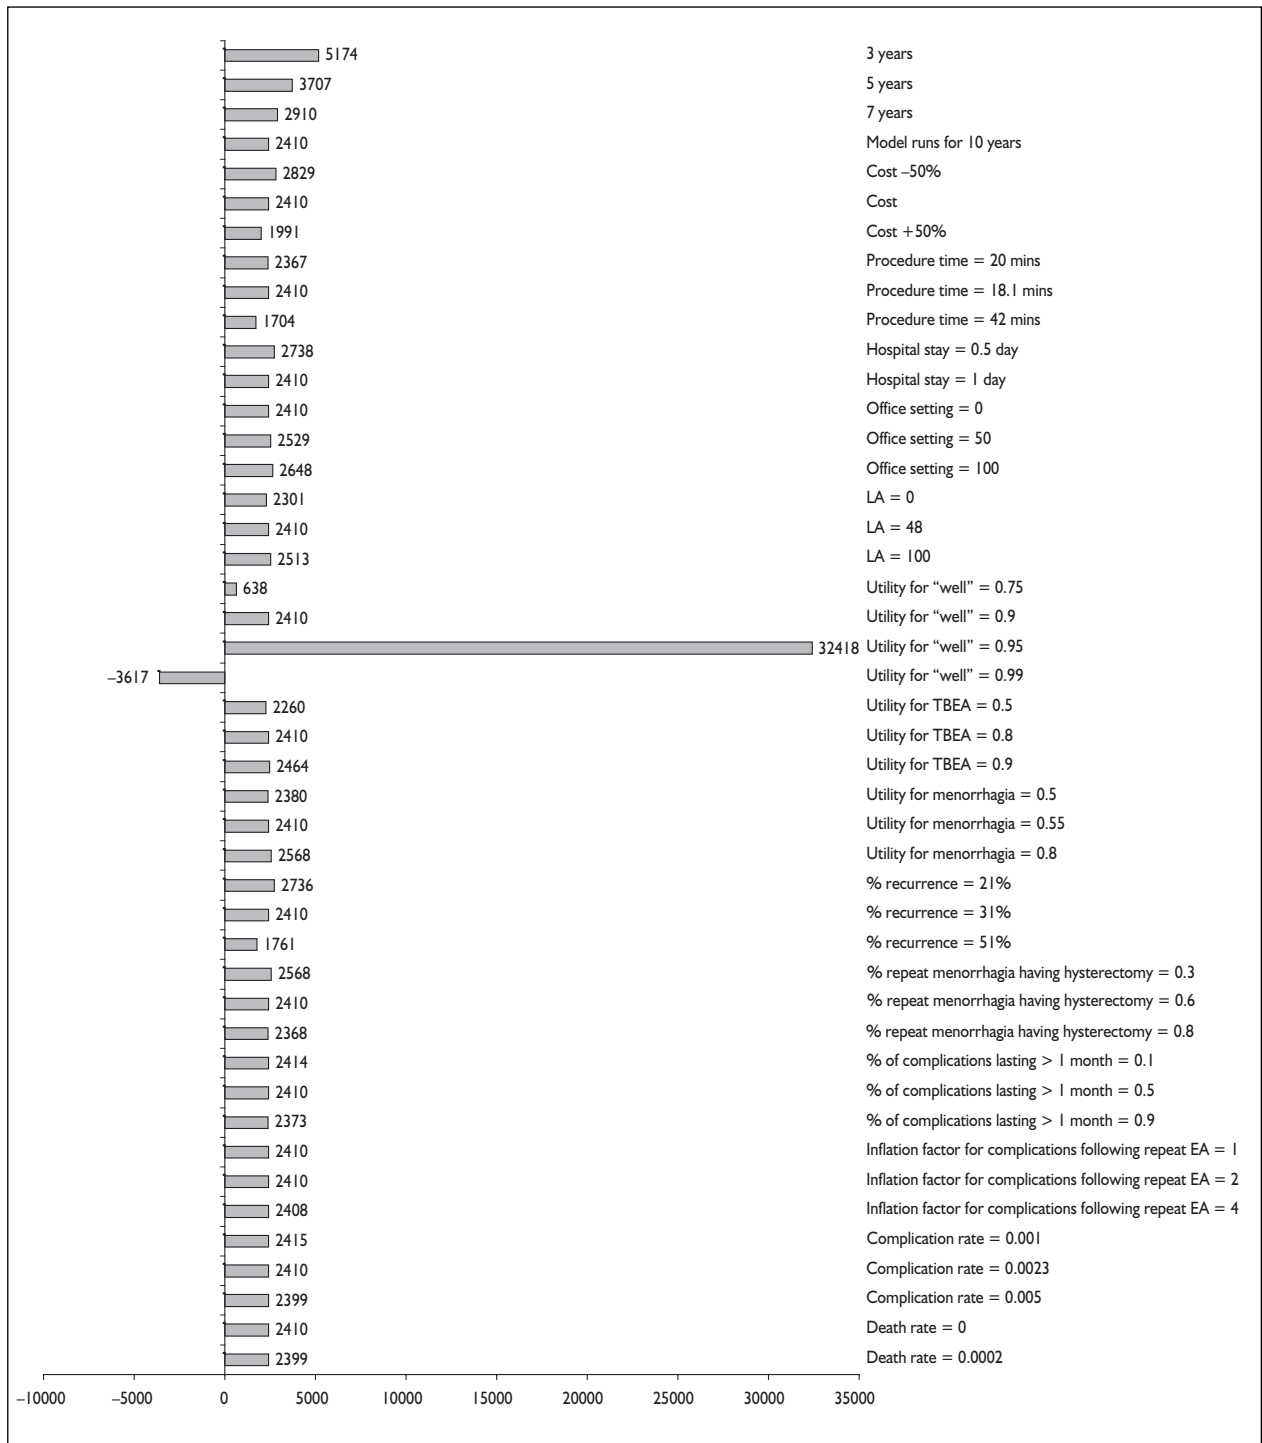 5174 3 years
3707 5 years
2910 7 years
2410 Model runs for 10 years
2829 Cost –50%
2410 Cost
1991 Cost +50%
2367 Procedure time = 20 mins
2410 Procedure time = 18.1 mins
1704 Procedure time = 42 mins
2738 Hospital stay = 0.5 day
2410 Hospital stay = 1 day
2410 Office setting = 0
2529 Office setting = 50
2648 Office setting = 100
2301 LA = 0
2410 LA = 48
2513 LA = 100
638 Utility for “well” = 0.75
2410 Utility for “well” = 0.9
32418 Utility for “well” = 0.95
–3617 Utility for “well” = 0.99
2260 Utility for TBEA = 0.5
2410 Utility for TBEA = 0.8
2464 Utility for TBEA = 0.9
2380 Utility for menorrhagia = 0.5
2410 Utility for menorrhagia = 0.55
2568 Utility for menorrhagia = 0.8
2736 % recurrence = 21%
2410 % recurrence = 31%
1761 % recurrence = 51%
2568 % repeat menorrhagia having hysterectomy = 0.3
2410 % repeat menorrhagia having hysterectomy = 0.6
2368 % repeat menorrhagia having hysterectomy = 0.8
2414 % of complications lasting > 1 month = 0.1
2410 % of complications lasting > 1 month = 0.5
2373 % of complications lasting > 1 month = 0.9
2410 Inflation factor for complications following repeat EA = 1
2410 Inflation factor for complications following repeat EA = 2
2408 Inflation factor for complications following repeat EA = 4
2415 Complication rate = 0.001
2410 Complication rate = 0.0023
2399 Complication rate = 0.005
2410 Death rate = 0
2399 Death rate = 0.0002
–10000 –5000 0 5000 10000 15000 20000 25000 30000 35000